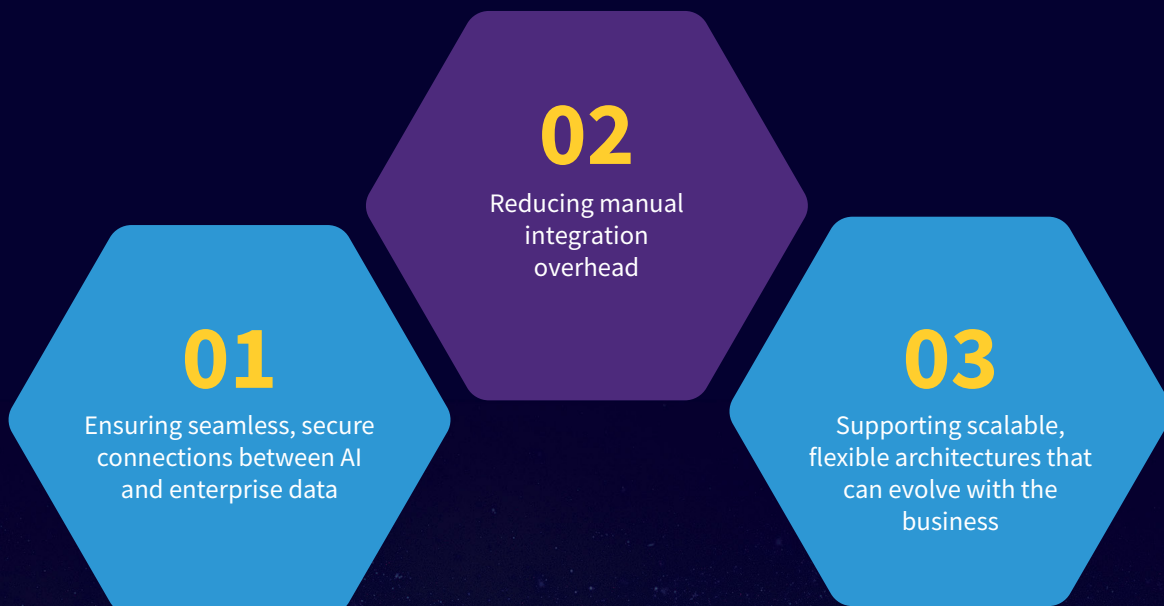 01
Ensuring seamless, secure
connections between AI
and enterprise data
02
Reducing manual
integration
overhead
03
Supporting scalable,
flexible architectures that
can evolve with the
business